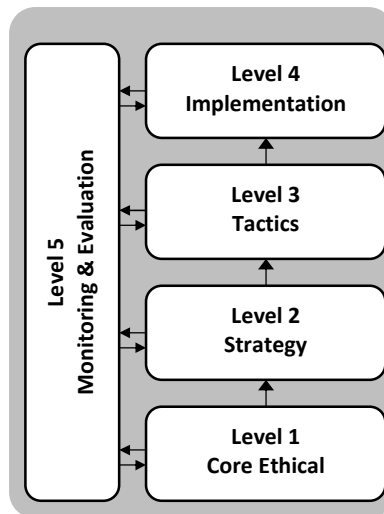 Level 5
Monitoring & Evaluation
Level 4
Implementation
Level 3
Tactics
Level 2
Strategy
Level 1
Core Ethical